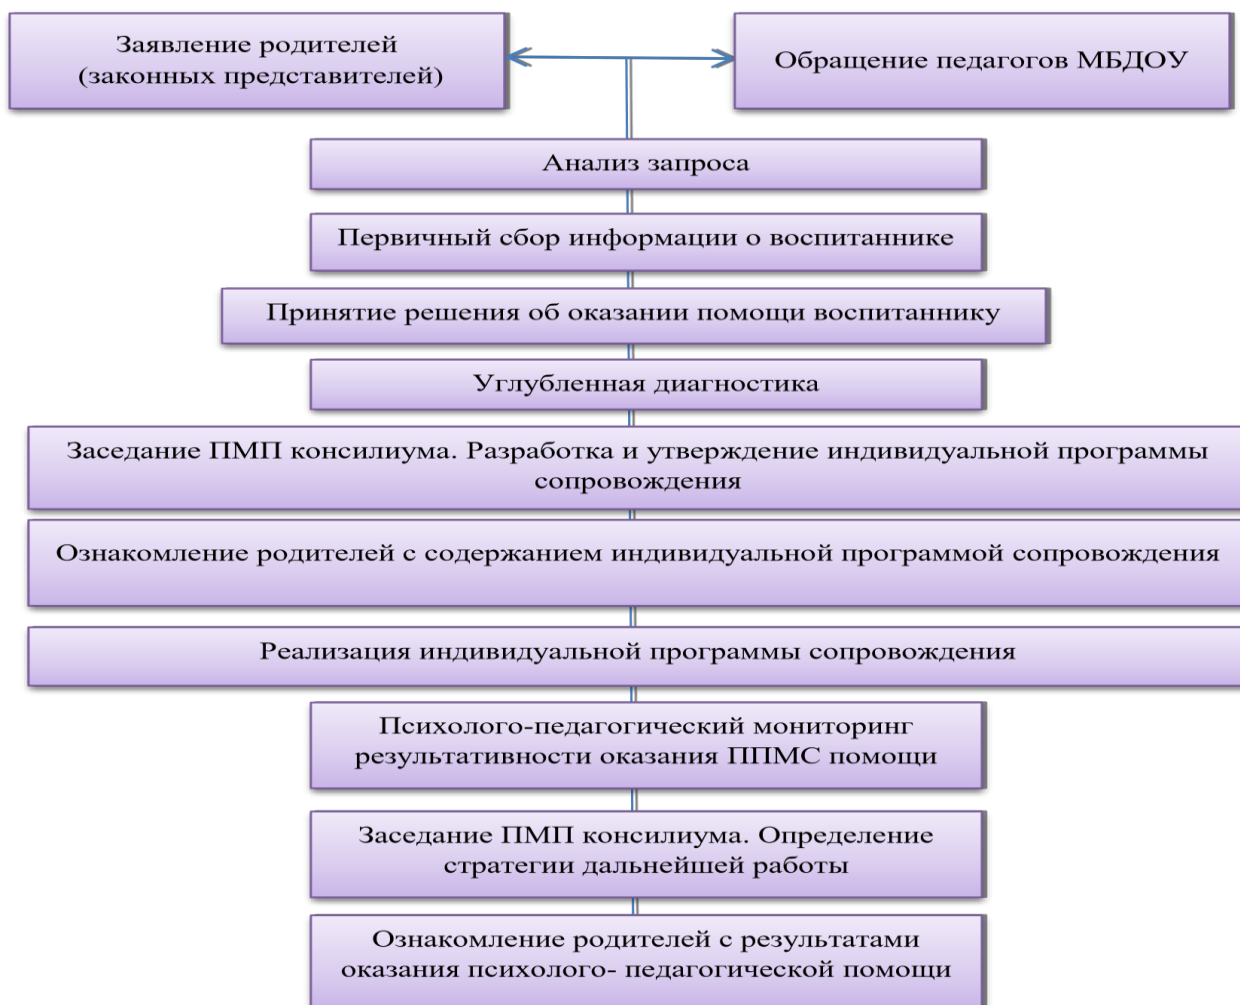 Заявление родителей
(законных представителей)
Обращение педагогов МБДОУ
Анализ запроса
Первичный сбор информации о воспитаннике
Принятие решения об оказании помощи воспитаннику
Углубленная диагностика
Заседание ПМП консилиума. Разработка и утверждение индивидуальной программы
сопровождения
Ознакомление родителей с содержанием индивидуальной программой сопровождения
Реализация индивидуальной программы сопровождения
Психолого-педагогический мониторинг
результативности оказания ППМС помощи
Заседание ПМП консилиума. Определение
стратегии дальнейшей работы
Ознакомление родителей с результатами
оказания психолого- педагогической помощи